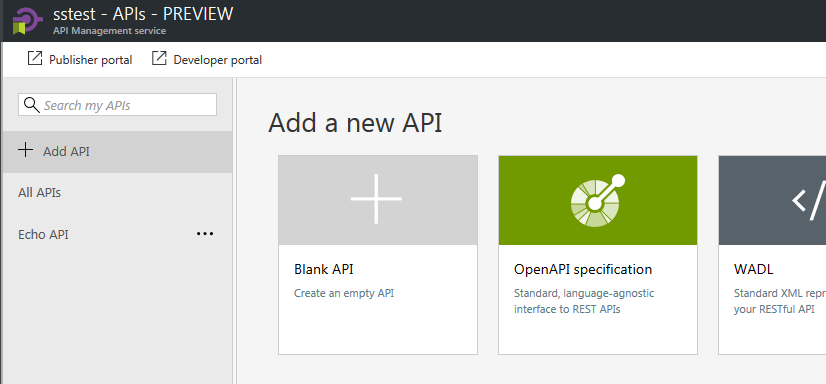 sstest - APIs - PREVIEW
API Management service
Publisher portal
Developer portal
Search my APIs
Add API
All APIs
Echo API
Add a new API
Blank API
Create an empty API
OpenAPI specification
Standard, language-agnostic
interface to REST APIs
WADL
Standard XML
your RESTful API